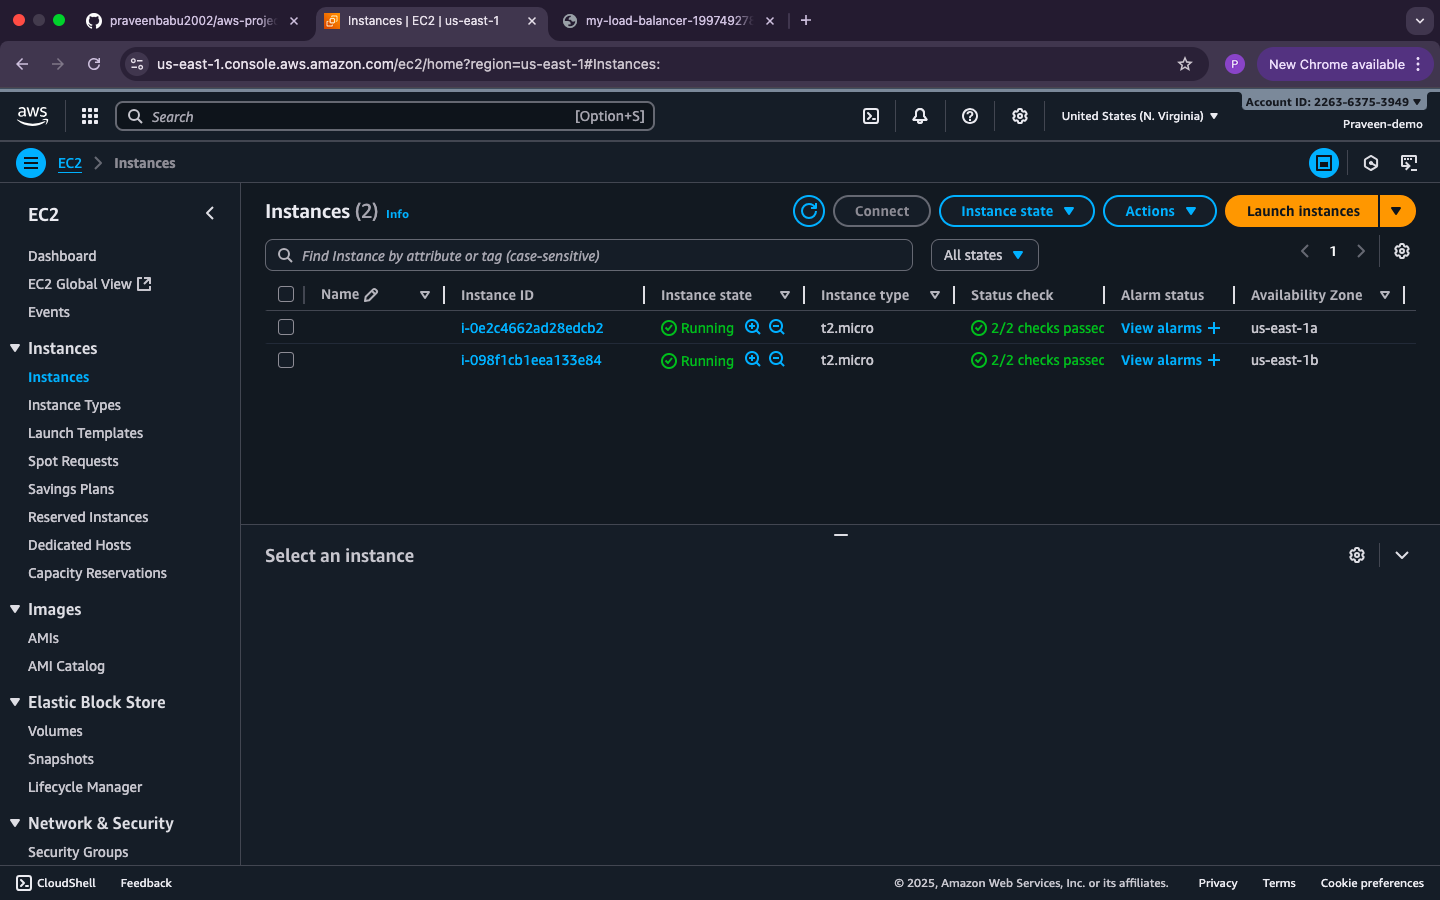 praveenbabu2002/aws-proje
Instances | EC2 | us-east-1
my-load-balancer-199749278
us-east-1.console.aws.amazon.com/ec2/home?region=us-east-1#Instances:
P
New Chrome available
aws
Search
[Option+S]
United States (N. Virginia)
Account ID: 2263-6375-3949
Praveen-demo
EC2
Instances
EC2
Dashboard
EC2 Global View
Events
Instances
Instances
Instance Types
Launch Templates
Spot Requests
Savings Plans
Reserved Instances
Dedicated Hosts
Capacity Reservations
Images
AMIs
AMI Catalog
Elastic Block Store
Volumes
Snapshots
Lifecycle Manager
Network & Security
Security Groups
Instances (2) Info
Connect
Instance state
Actions
Launch instances
Find Instance by attribute or tag (case-sensitive)
All states
1
Name Instance ID Instance state Instance type Status check Alarm status Availability Zone
i-0e2c4662ad28edcb2 Running t2.micro 2/2 checks passed View alarms us-east-1a
i-098f1cb1eea133e84 Running t2.micro 2/2 checks passed View alarms us-east-1b
Select an instance
CloudShell
Feedback
© 2025, Amazon Web Services, Inc. or its affiliates.
Privacy
Terms
Cookie preferences